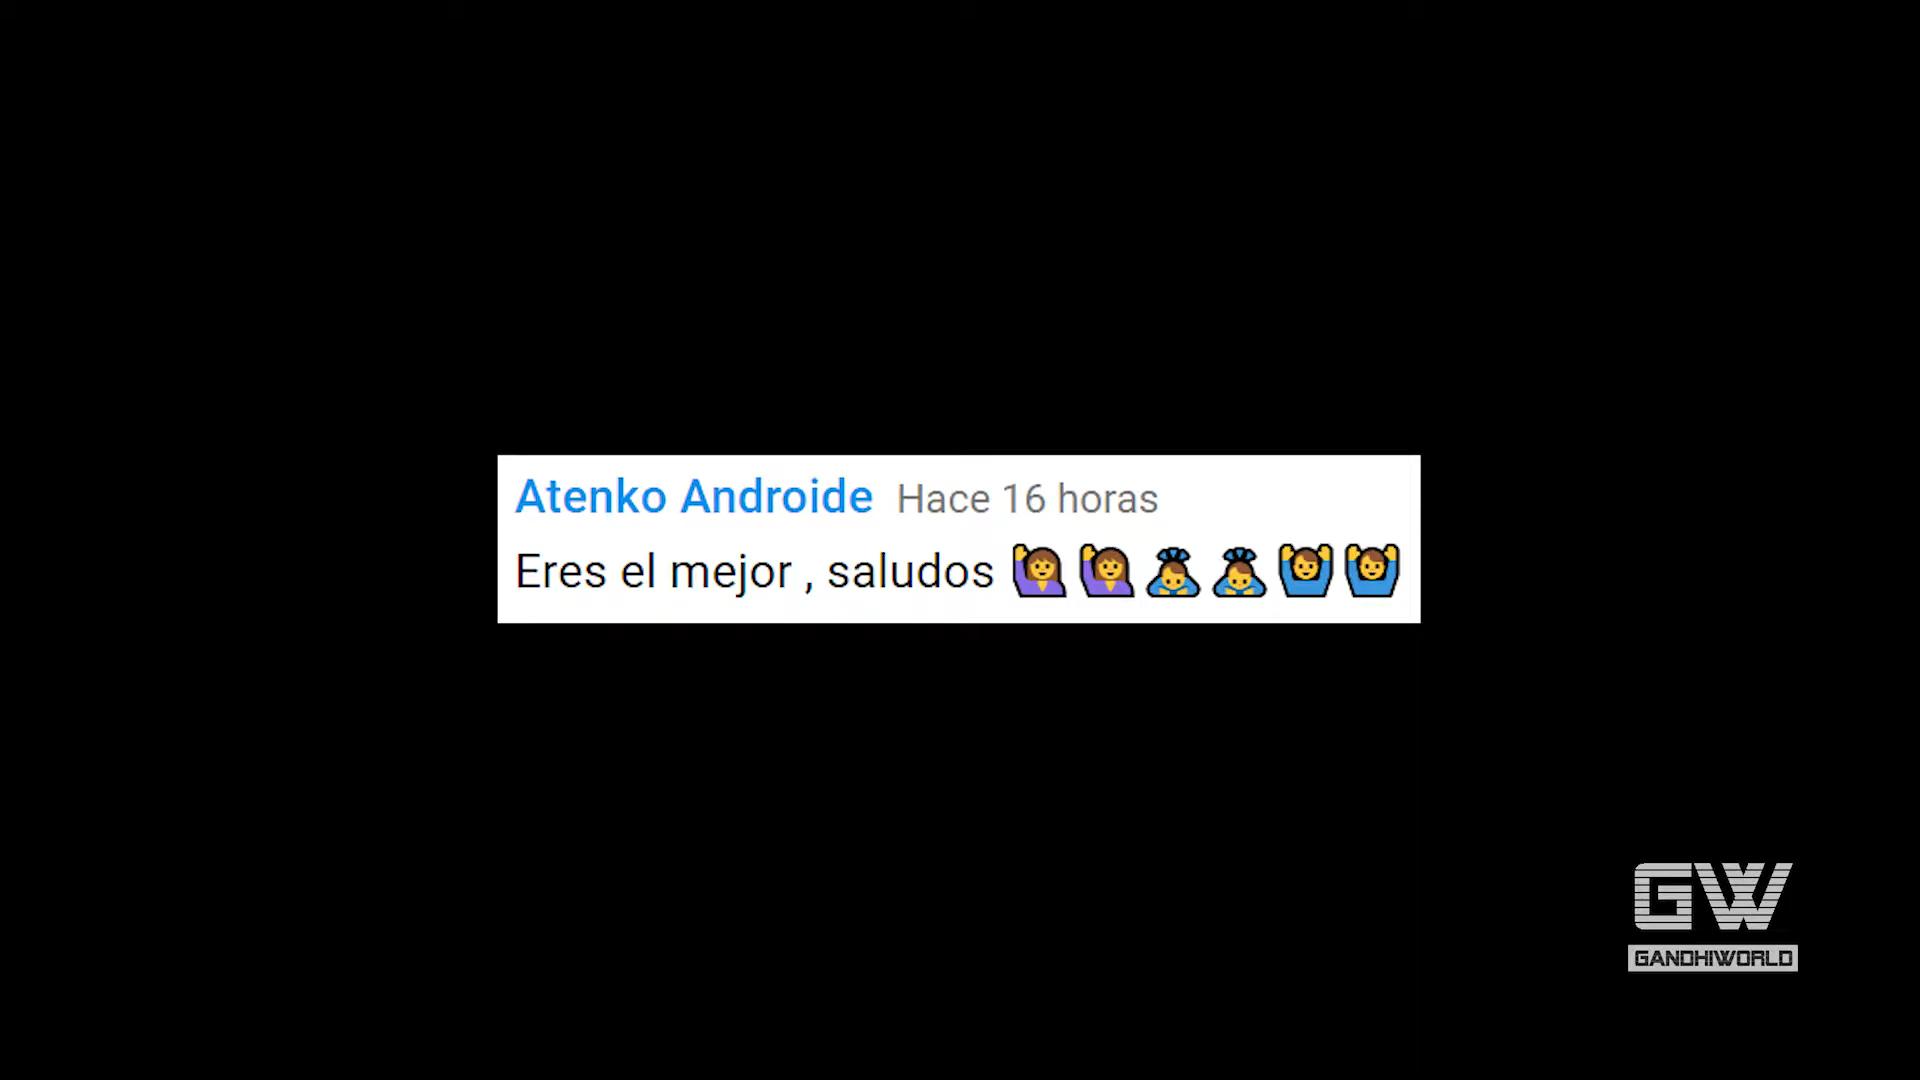 Atenko Androide Hace 16 horas
Eres el mejor , saludos 🙋‍♀️🙋‍♀️🙇‍♂️🙇‍♂️🙆‍♂️🙆‍♂️
GW
GANDHIWORLD